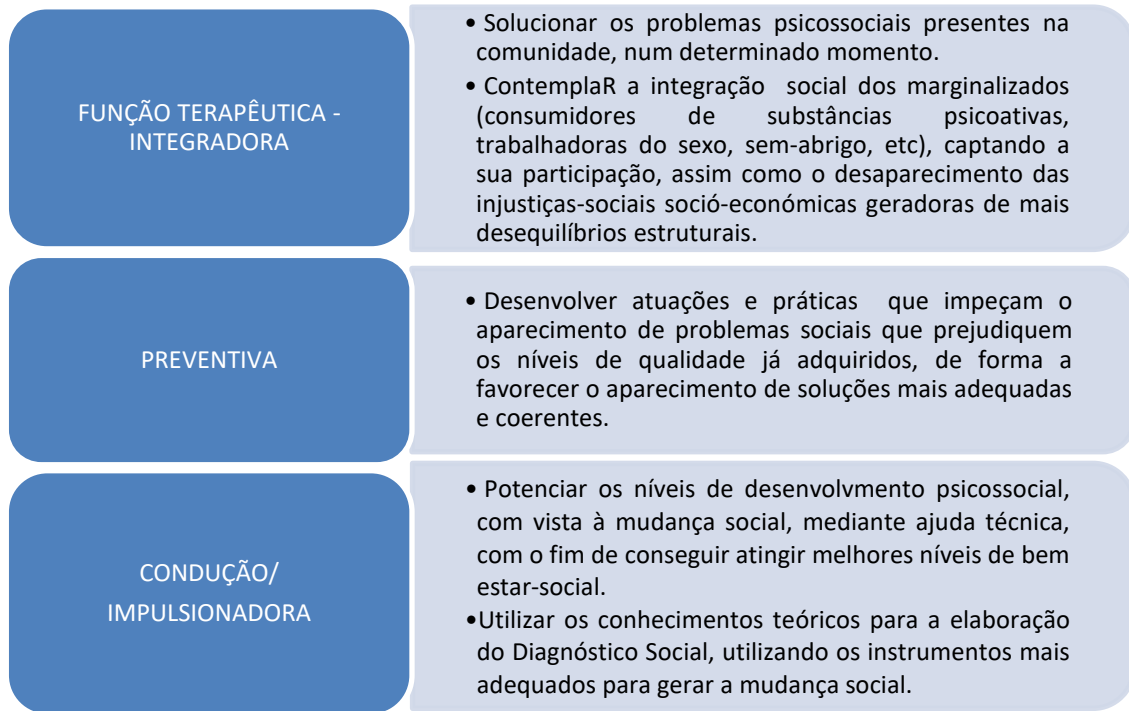 FUNÇÃO TERAPÊUTICA -
INTEGRADORA
• Solucionar os problemas psicossociais presentes na
comunidade, num determinado momento.
• ContemplaR a integração social dos marginalizados
(consumidores de substâncias psicoativas,
trabalhadoras do sexo, sem-abrigo, etc), captando a
sua participação, assim como o desaparecimento das
injustiças-sociais soció-económicas geradoras de mais
desequilíbrios estruturais.
PREVENTIVA
• Desenvolver atuações e práticas que impeçam o
aparecimento de problemas sociais que prejudiquem
os níveis de qualidade já adquiridos, de forma a
favorecer o aparecimento de soluções mais adequadas
e coerentes.
CONDUÇÃO/
IMPULSIONADORA
• Potenciar os níveis de desenvolvmento psicossocial,
com vista à mudança social, mediante ajuda técnica,
com o fim de conseguir atingir melhores níveis de bem
estar-social.
•Utilizar os conhecimentos teóricos para a elaboração
do Diagnóstico Social, utilizando os instrumentos mais
adequados para gerar a mudança social.